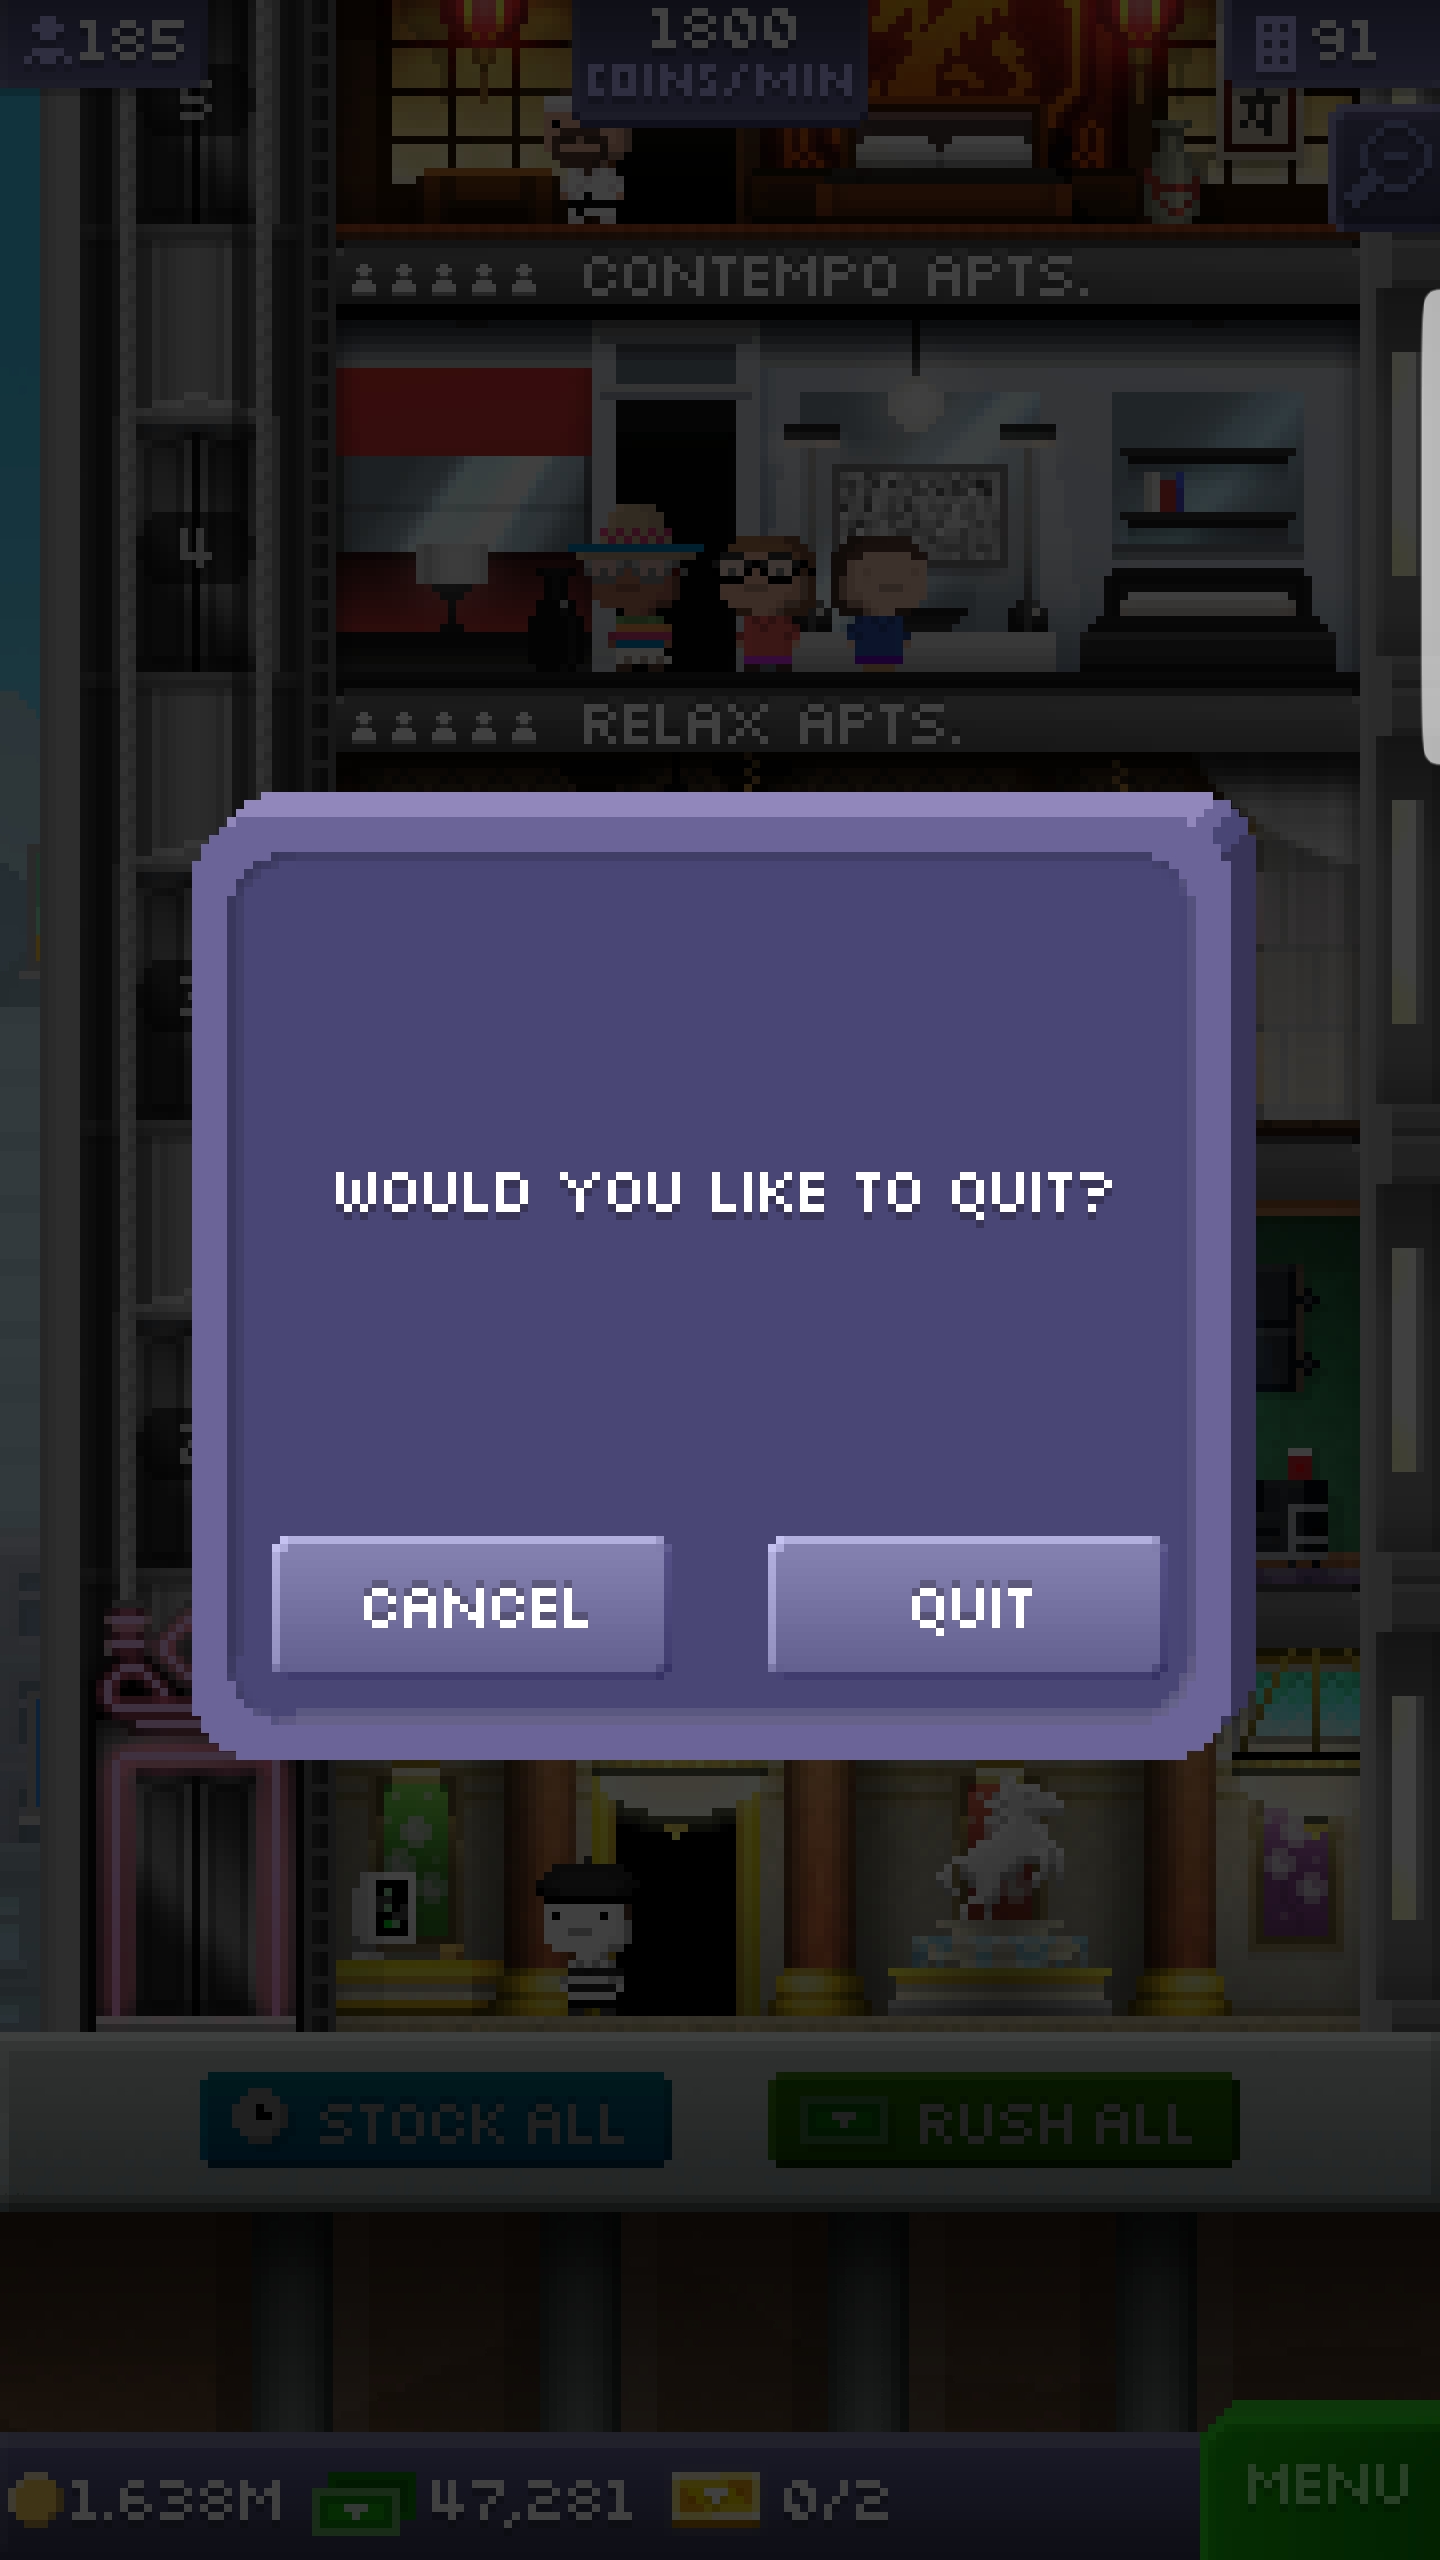 185
1800
COINS/MIN
91
5
CONTEMPO APTS.
4
RELAX APTS.
WOULD YOU LIKE TO QUIT?
CANCEL
QUIT
STOCK ALL
RUSH ALL
1.638M
47,281
0/2
MENU